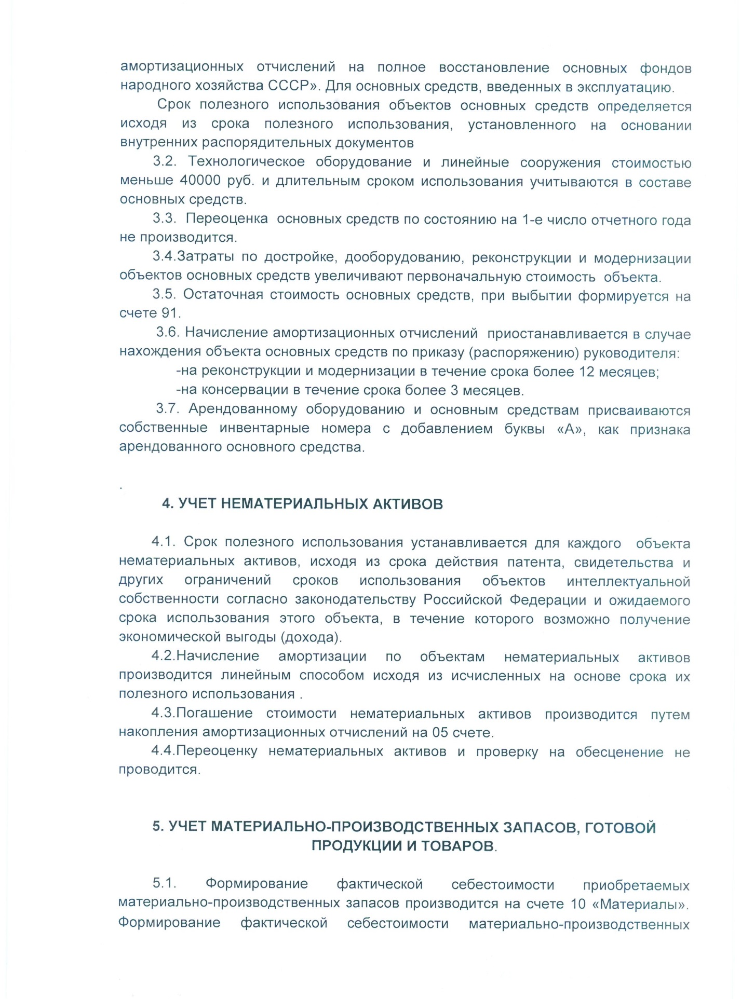 амортизационных отчислений на полное восстановление основных фондов
народного хозяйства СССР». Для основных средств, введенных в эксплуатацию.
Срок полезного использования объектов основных средств определяется
исходя из срока полезного использования, установленного на основании
внутренних распорядительных документов
3.2. Технологическое оборудование и линейные сооружения стоимостью
меньше 40000 руб. и длительным сроком использования учитываются в составе
основных средств.
3.3. Переоценка основных средств по состоянию на 1-е число отчетного года
не производится.
3.4.Затраты по достройке, дооборудованию, реконструкции и модернизации
объектов основных средств увеличивают первоначальную стоимость объекта.
3.5. Остаточная стоимость основных средств, при выбытии формируется на
счете 91.
3.6. Начисление амортизационных отчислений приостанавливается в случае
нахождения объекта основных средств по приказу (распоряжению) руководителя:
-на реконструкции и модернизации в течение срока более 12 месяцев;
-на консервации в течение срока более 3 месяцев.
3.7. Арендованному оборудованию и основным средствам присваиваются
собственные инвентарные номера с добавлением буквы «А», как признака
арендованного основного средства.
.
4. УЧЕТ НЕМАТЕРИАЛЬНЫХ АКТИВОВ
4.1. Срок полезного использования устанавливается для каждого объекта
нематериальных активов, исходя из срока действия патента, свидетельства и
других ограничений сроков использования объектов интеллектуальной
собственности согласно законодательству Российской Федерации и ожидаемого
срока использования этого объекта, в течение которого возможно получение
экономической выгоды (дохода).
4.2.Начисление амортизации по объектам нематериальных активов
производится линейным способом исходя из исчисленных на основе срока их
полезного использования .
4.3.Погашение стоимости нематериальных активов производится путем
накопления амортизационных отчислений на 05 счете.
4.4.Переоценку нематериальных активов и проверку на обесценение не
проводится.
5. УЧЕТ МАТЕРИАЛЬНО-ПРОИЗВОДСТВЕННЫХ ЗАПАСОВ, ГОТОВОЙ
ПРОДУКЦИИ И ТОВАРОВ.
5.1. Формирование фактической себестоимости приобретаемых
материально-производственных запасов производится на счете 10 «Материалы».
Формирование фактической себестоимости материально-производственных